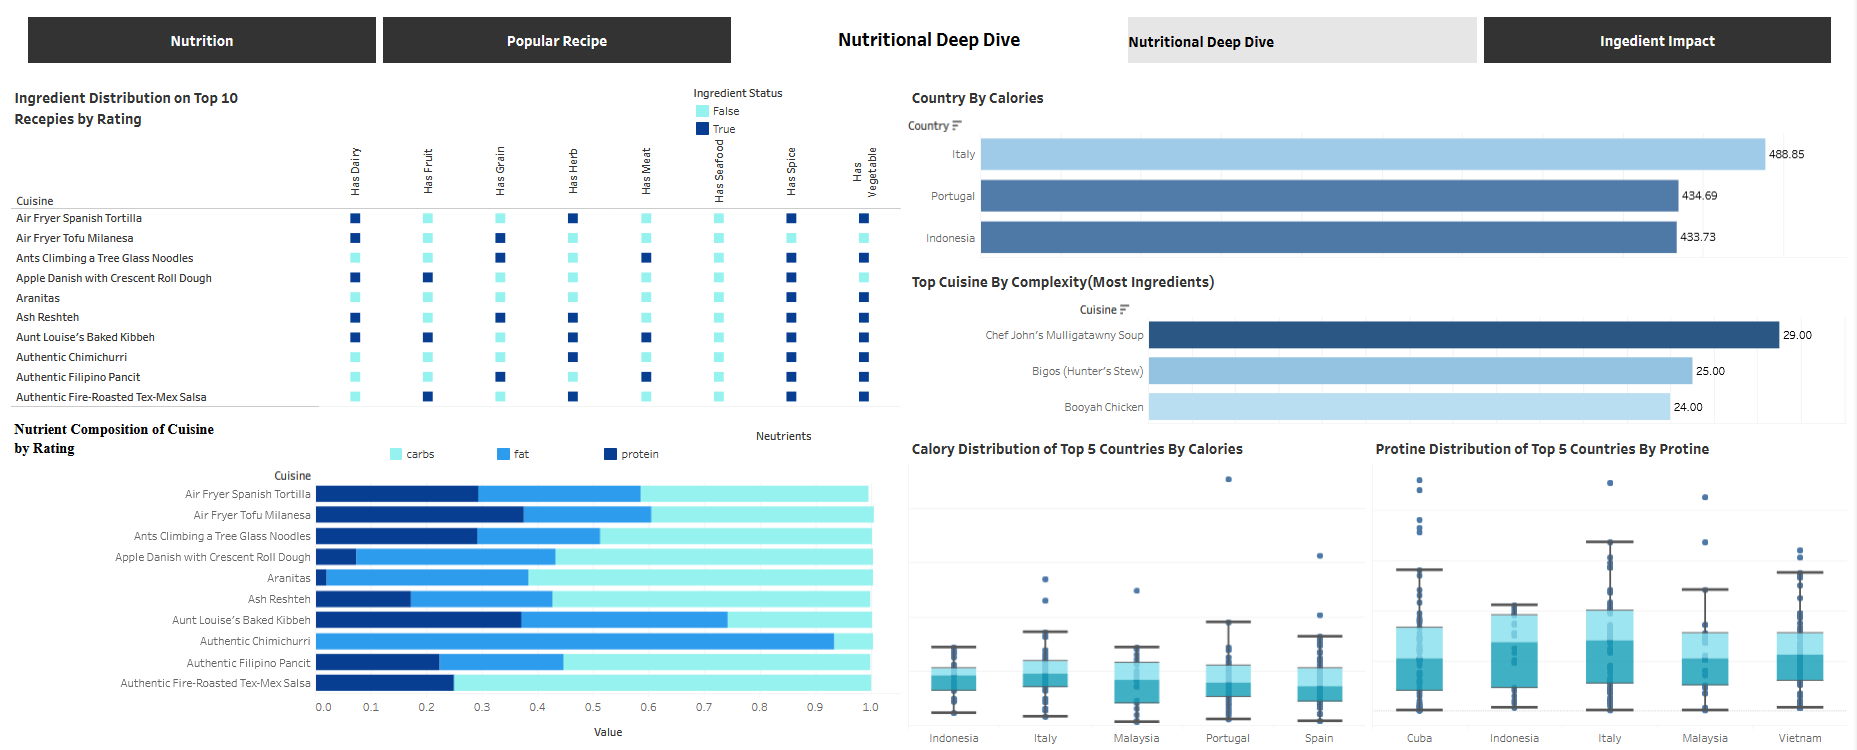 Nutrition
Popular Recipe
Nutritional Deep Dive
Nutritional Deep Dive
Ingedient Impact
Ingredient Distribution on Top 10
Recepies by Rating
Ingredient Status
False
True
Cuisine
Has Dairy
Has Fruit
Has Grain
Has Herb
Has Meat
Has Seafood
Has Spice
Has
Vegetable
Air Fryer Spanish Tortilla
Air Fryer Tofu Milanesa
Ants Climbing a Tree Glass Noodles
Apple Danish with Crescent Roll Dough
Aranitas
Ash Reshteh
Aunt Louise's Baked Kibbeh
Authentic Chimichurri
Authentic Filipino Pancit
Authentic Fire-Roasted Tex-Mex Salsa
Nutrient Composition of Cuisine
by Rating
Neutrients
carbs
fat
protein
Cuisine
Air Fryer Spanish Tortilla
Air Fryer Tofu Milanesa
Ants Climbing a Tree Glass Noodles
Apple Danish with Crescent Roll Dough
Aranitas
Ash Reshteh
Aunt Louise's Baked Kibbeh
Authentic Chimichurri
Authentic Filipino Pancit
Authentic Fire-Roasted Tex-Mex Salsa
0.0 0.1 0.2 0.3 0.4 0.5 0.6 0.7 0.8 0.9 1.0
Value
Country By Calories
Country
Italy 488.85
Portugal 434.69
Indonesia 433.73
Top Cuisine By Complexity(Most Ingredients)
Cuisine
Chef John's Mulligatawny Soup 29.00
Bigos (Hunter's Stew) 25.00
Booyah Chicken 24.00
Calory Distribution of Top 5 Countries By Calories
Indonesia Italy Malaysia Portugal Spain
Protine Distribution of Top 5 Countries By Protine
Cuba Indonesia Italy Malaysia Vietnam